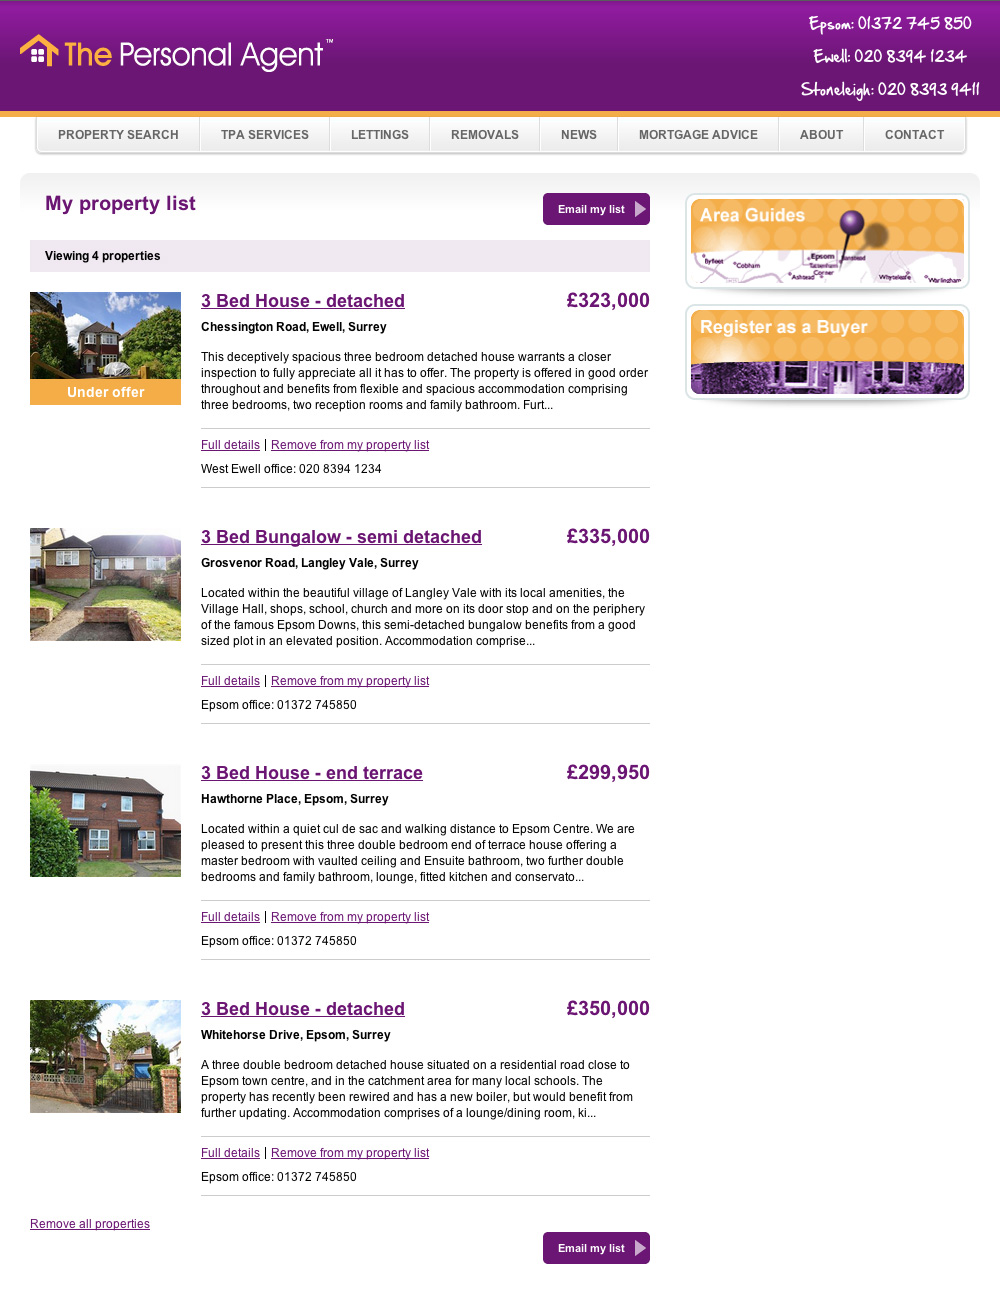 The Personal Agent™
Epsom: 01372 745 850
Ewell: 020 8394 1234
Stoneleigh: 020 8393 9411
PROPERTY SEARCH
TPA SERVICES
LETTINGS
REMOVALS
NEWS
MORTGAGE ADVICE
ABOUT
CONTACT
My property list
Email my list
Viewing 4 properties
3 Bed House - detached
£323,000
Chessington Road, Ewell, Surrey
This deceptively spacious three bedroom detached house warrants a closer
inspection to fully appreciate all it has to offer. The property is offered in good order
throughout and benefits from flexible and spacious accommodation comprising
three bedrooms, two reception rooms and family bathroom. Furt...
Under offer
Full details | Remove from my property list
West Ewell office: 020 8394 1234
3 Bed Bungalow - semi detached
£335,000
Grosvenor Road, Langley Vale, Surrey
Located within the beautiful village of Langley Vale with its local amenities, the
Village Hall, shops, school, church and more on its door stop and on the periphery
of the famous Epsom Downs, this semi-detached bungalow benefits from a good
sized plot in an elevated position. Accommodation comprise...
Full details | Remove from my property list
Epsom office: 01372 745850
3 Bed House - end terrace
£299,950
Hawthorne Place, Epsom, Surrey
Located within a quiet cul de sac and walking distance to Epsom Centre. We are
pleased to present this three double bedroom end of terrace house offering a
master bedroom with vaulted ceiling and Ensuite bathroom, two further double
bedrooms and family bathroom, lounge, fitted kitchen and conservato...
Full details | Remove from my property list
Epsom office: 01372 745850
3 Bed House - detached
£350,000
Whitehorse Drive, Epsom, Surrey
A three double bedroom detached house situated on a residential road close to
Epsom town centre, and in the catchment area for many local schools. The
property has recently been rewired and has a new boiler, but would benefit from
further updating. Accommodation comprises of a lounge/dining room, ki...
Full details | Remove from my property list
Epsom office: 01372 745850
Remove all properties
Email my list
Area Guides
Byfleet
Cobham
Epsom
Tattenham
Corner
Banstead
Ashtead
Whyteleafe
Warlingham
Register as a Buyer